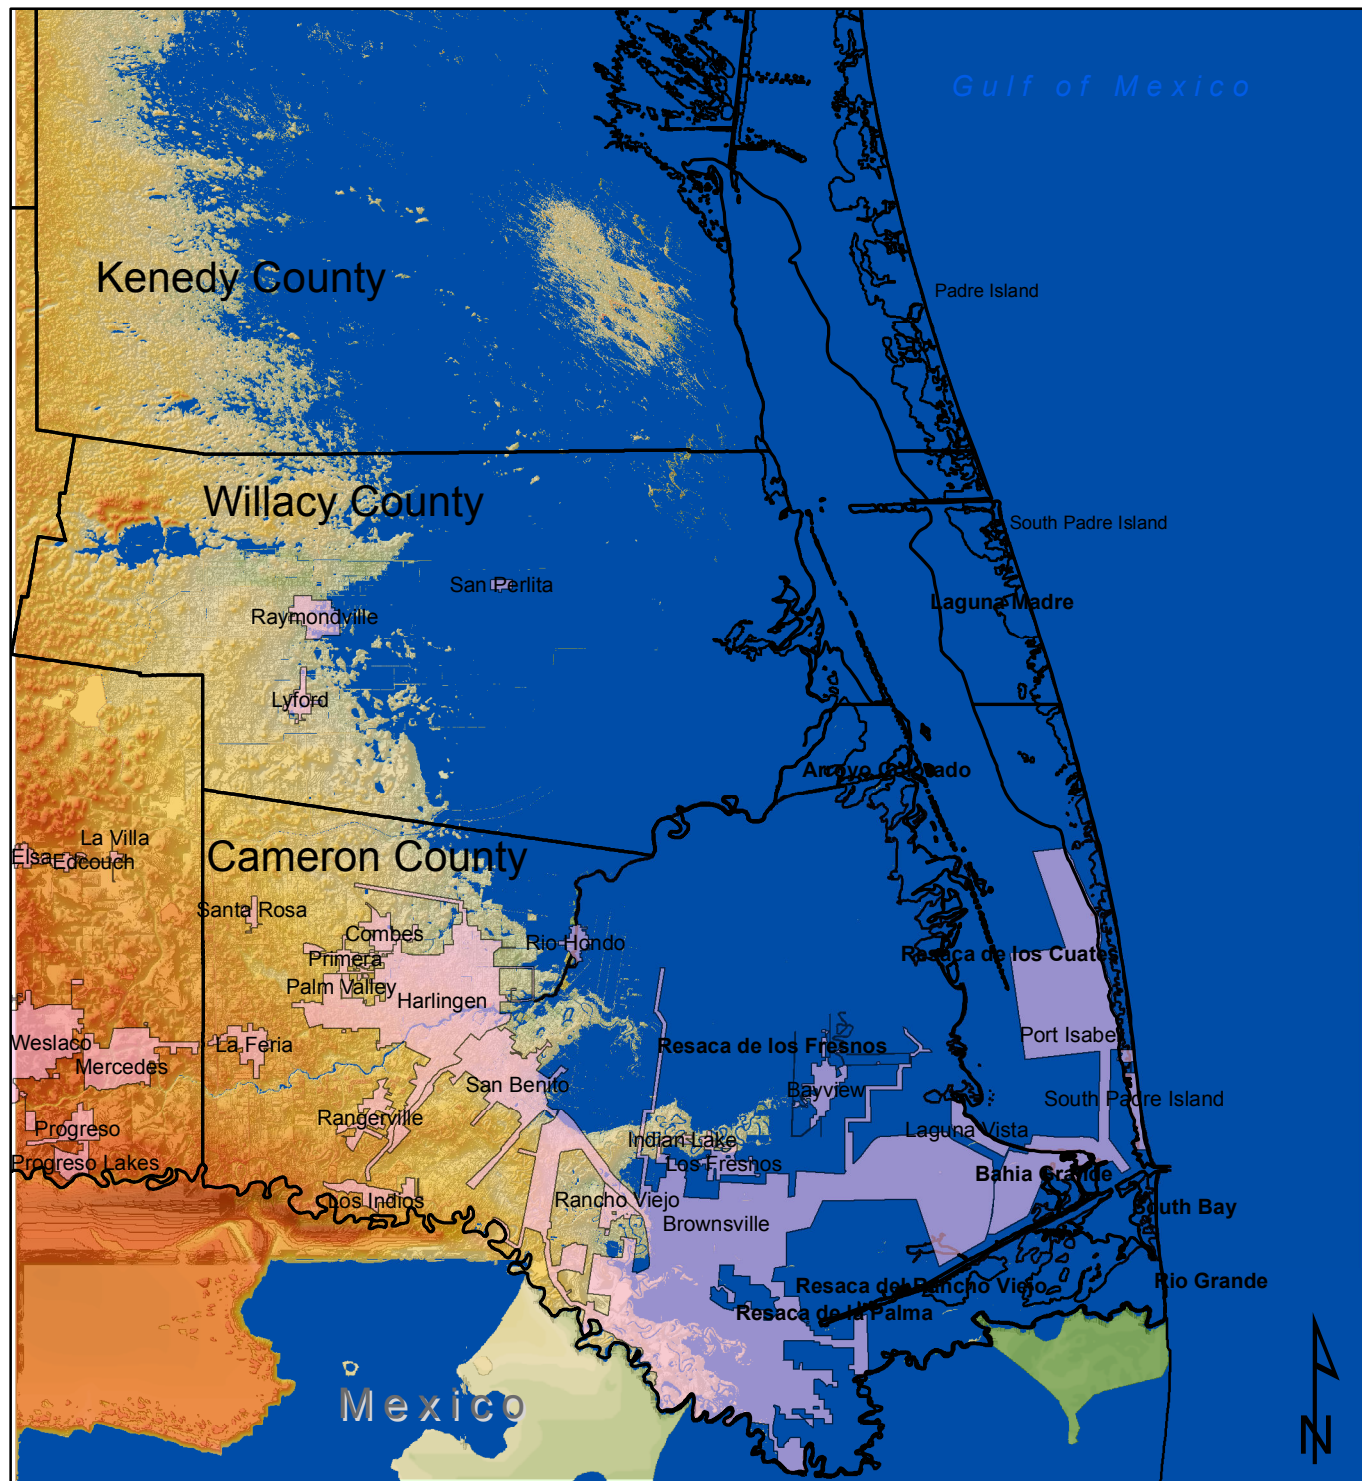 Gulf of Mexico
Kenedy County
Padre Island
Willacy County
South Padre Island
San Perlita
Laguna Madre
Raymondville
Lyford
Arroyo Colorado
La Villa
Elsa
Edcouch
Cameron County
Santa Rosa
Combes
Rio Hondo
Primera
Resaca de los Cuates
Palm Valley
Harlingen
Port Isabel
Weslaco
La Feria
Resaca de los Fresnos
Mercedes
San Benito
Bayview
South Padre Island
Rangerville
Progreso
Laguna Vista
Indian Lake
Progreso Lakes
Los Fresnos
Bahia Grande
Los Indios
Rancho Viejo
South Bay
Brownsville
Resaca del Rancho Viejo
Rio Grande
Resaca de la Palma
Mexico
N